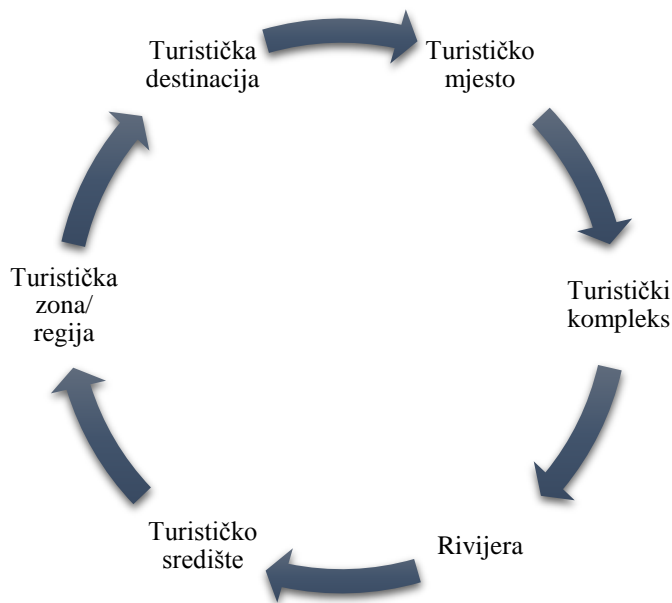 Turistička
destinacija
Turističko
mjesto
Turistički
kompleks
Rivijera
Turističko
središte
Turistička
zona/
regija